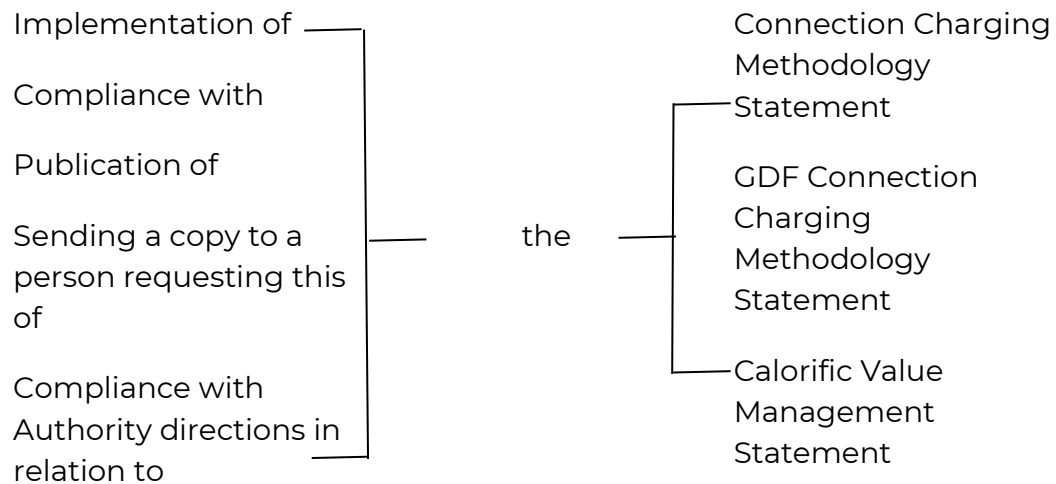 Implementation of
Compliance with
Publication of
Sending a copy to a
person requesting this
of
Compliance with
Authority directions in
relation to
the
Connection Charging
Methodology
Statement
GDF Connection
Charging
Methodology
Statement
Calorific Value
Management
Statement